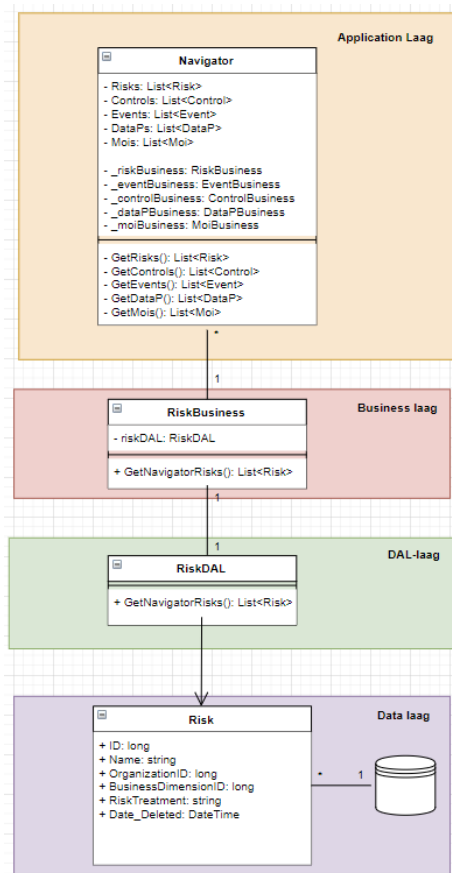 Application Laag
Navigator
- Risks: List<Risk>
- Controls: List<Control>
- Events: List<Event>
- DataPs: List<DataP>
- Mois: List<Moi>
- _riskBusiness: RiskBusiness
- _eventBusiness: EventBusiness
- _controlBusiness: ControlBusiness
- _dataPBusiness: DataPBusiness
- _moiBusiness: MoiBusiness
- GetRisks(): List<Risk>
- GetControls(): List<Control>
- GetEvents(): List<Event>
- GetDataP(): List<DataP>
- GetMois(): List<Moi>
*
1
Business laag
RiskBusiness
- riskDAL: RiskDAL
+ GetNavigatorRisks(): List<Risk>
1
1
DAL-laag
RiskDAL
+ GetNavigatorRisks(): List<Risk>
Data laag
Risk
+ ID: long
+ Name: string
+ OrganizationID: long
+ BusinessDimensionID: long
+ RiskTreatment: string
+ Date_Deleted: DateTime
* 1